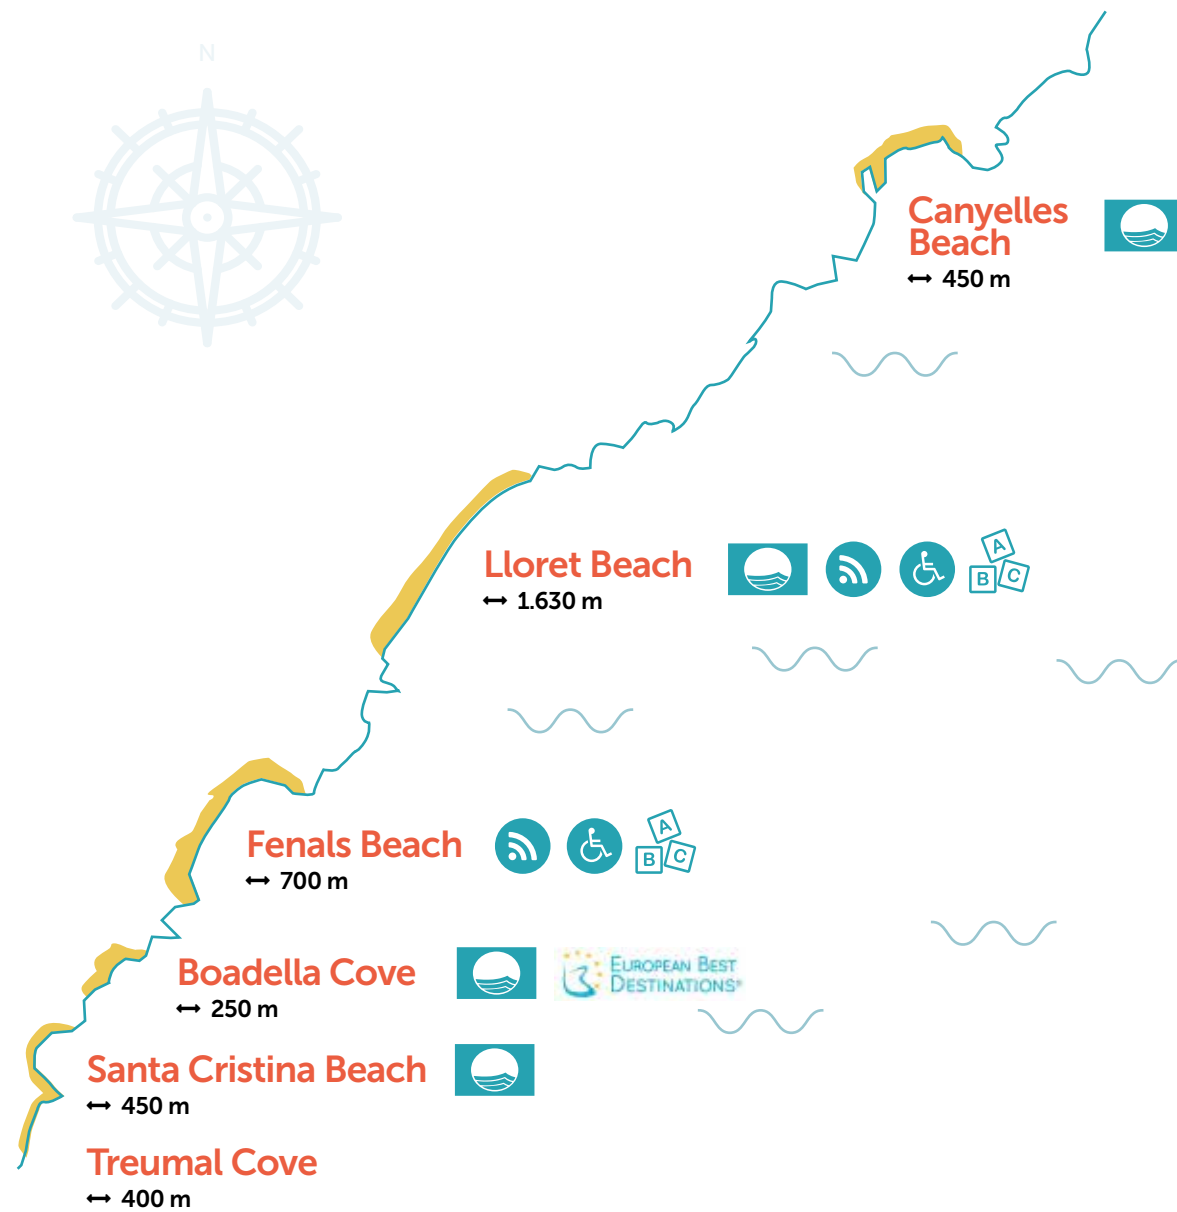 N
Canyelles
Beach
450 m
Lloret Beach
1.630 m
A
B C
Fenals Beach
700 m
A
B C
Boadella Cove
EUROPEAN BEST
DESTINATIONS®
250 m
Santa Cristina Beach
450 m
Treumal Cove
400 m